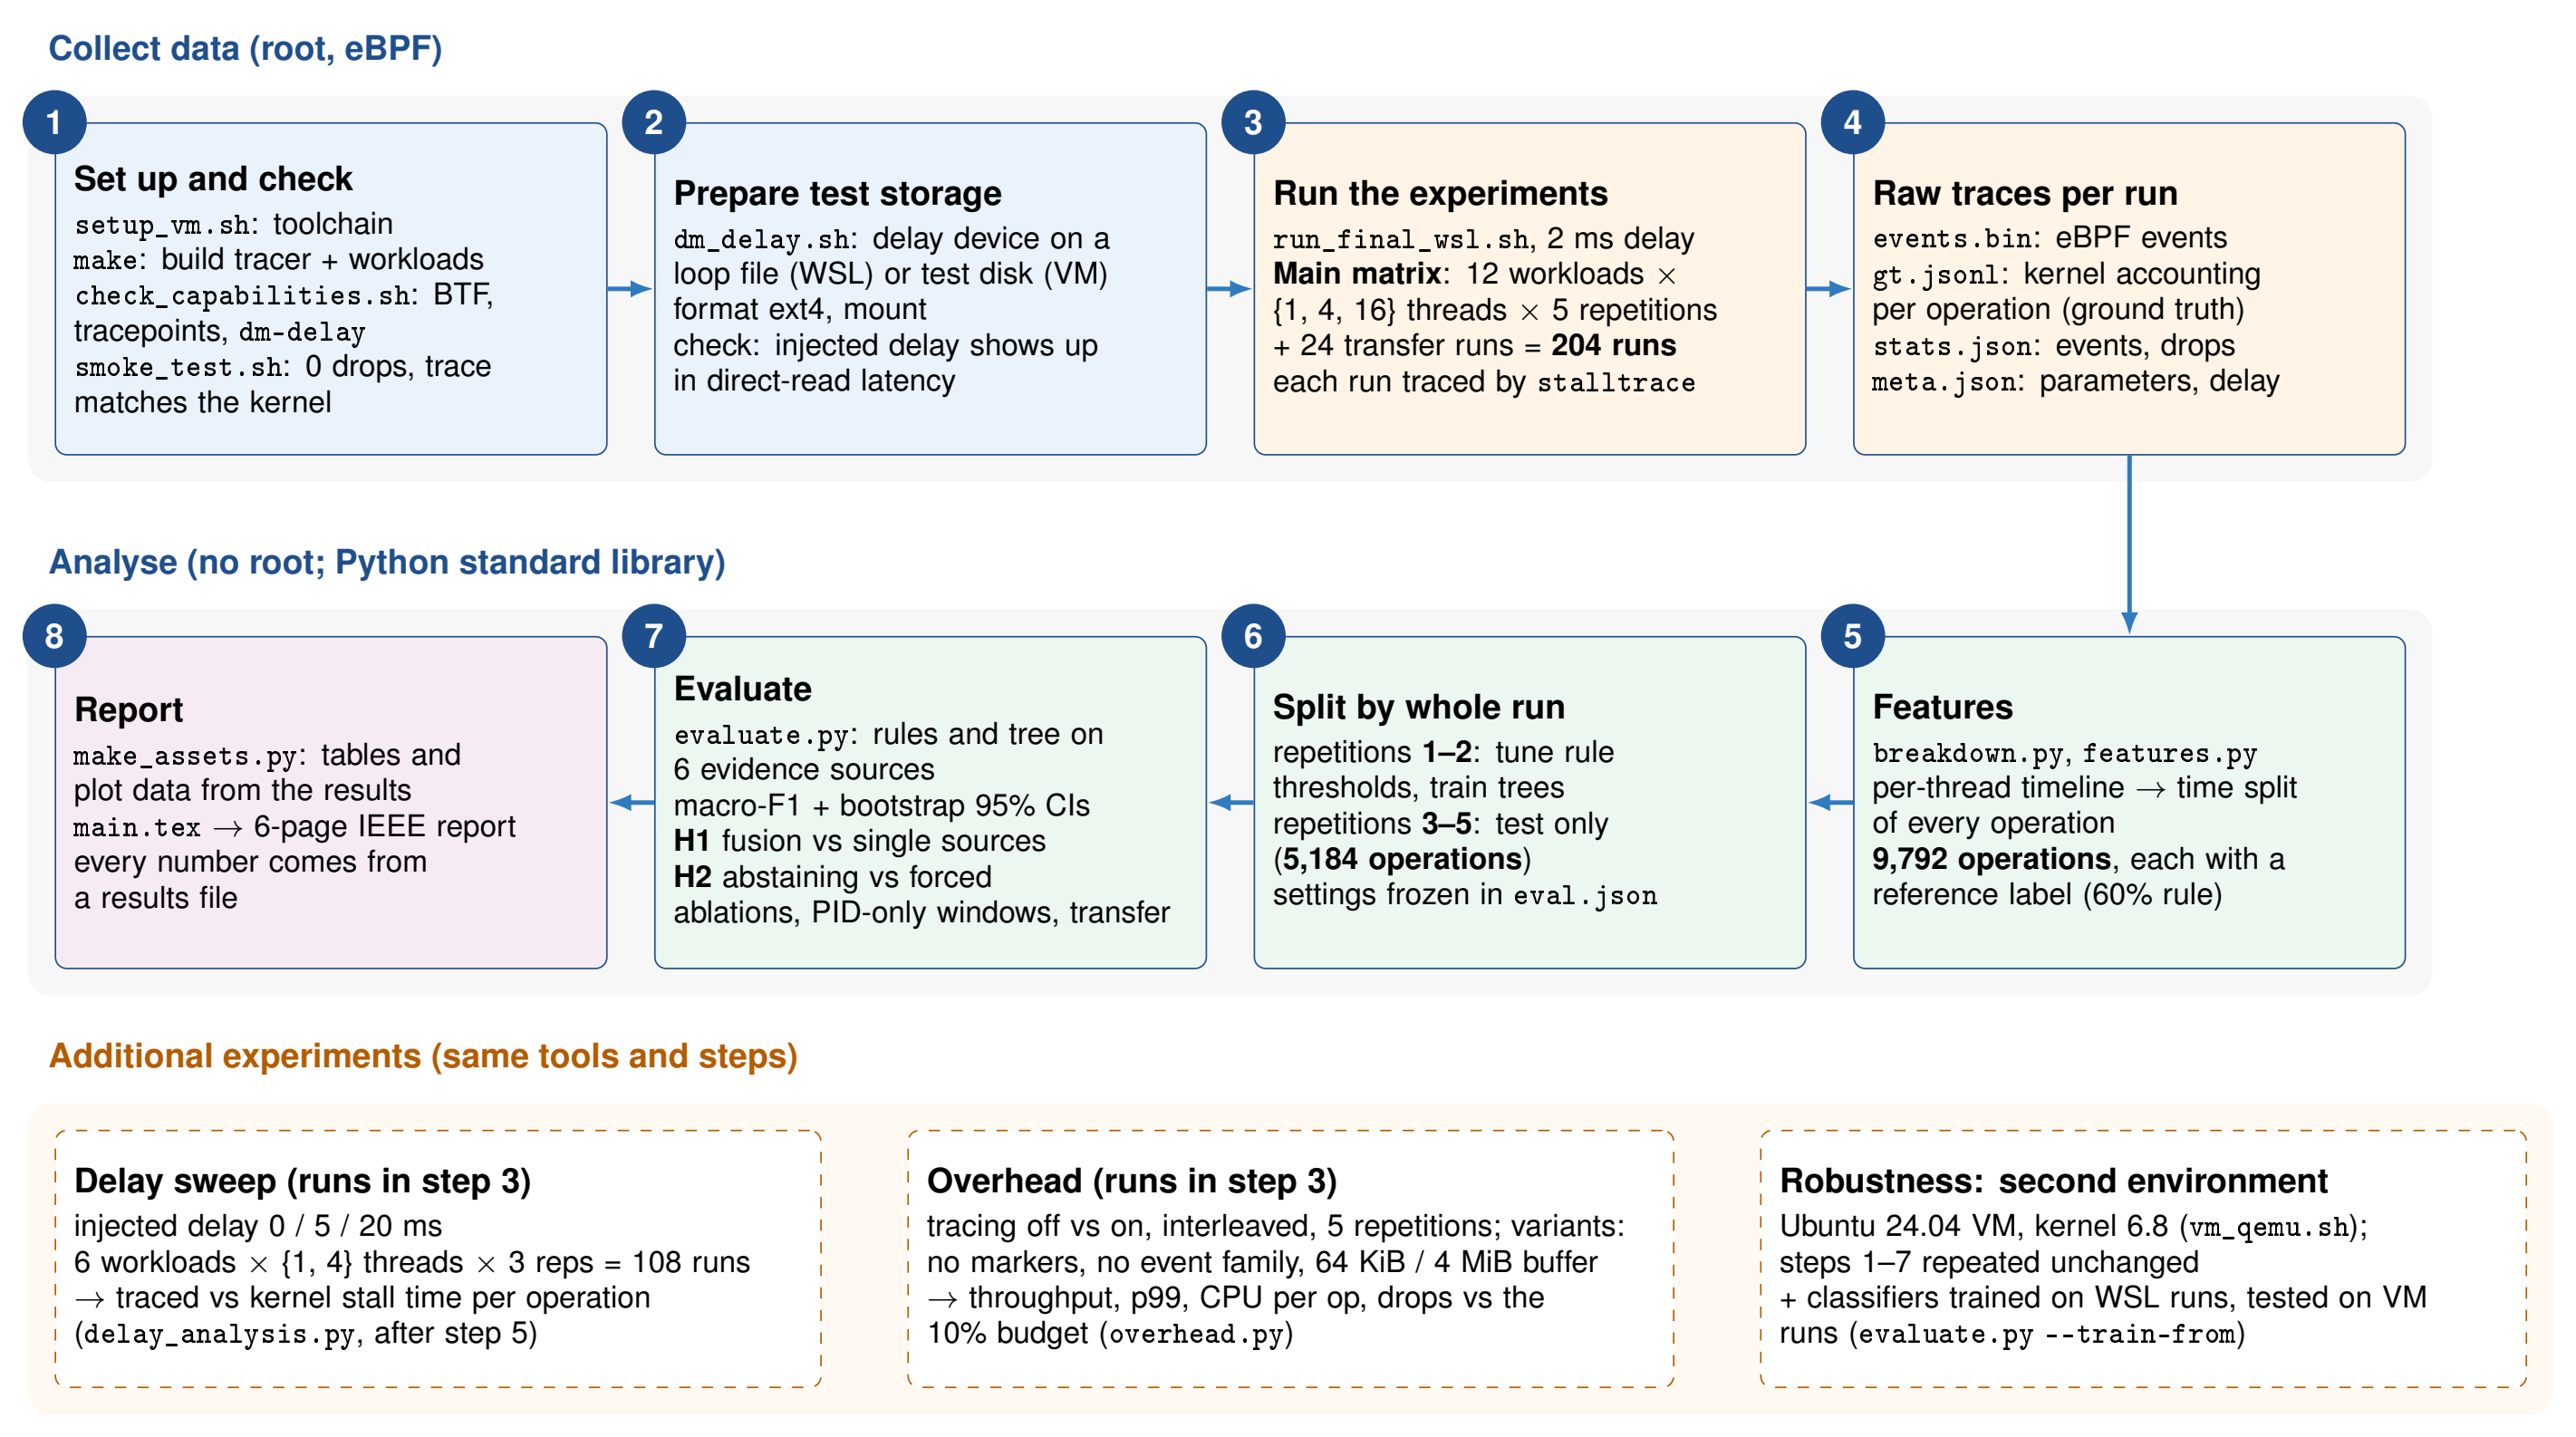 Collect data (root, eBPF)
1
Set up and check
setup_vm.sh: toolchain
make: build tracer + workloads
check_capabilities.sh: BTF,
tracepoints, dm-delay
smoke_test.sh: 0 drops, trace
matches the kernel
2
Prepare test storage
dm_delay.sh: delay device on a
loop file (WSL) or test disk (VM)
format ext4, mount
check: injected delay shows up
in direct-read latency
3
Run the experiments
run_final_wsl.sh, 2 ms delay
Main matrix: 12 workloads ×
{1, 4, 16} threads × 5 repetitions
+ 24 transfer runs = 204 runs
each run traced by stalltrace
4
Raw traces per run
events.bin: eBPF events
gt.jsonl: kernel accounting
per operation (ground truth)
stats.json: events, drops
meta.json: parameters, delay
Analyse (no root; Python standard library)
8
Report
make_assets.py: tables and
plot data from the results
main.tex → 6-page IEEE report
every number comes from
a results file
7
Evaluate
evaluate.py: rules and tree on
6 evidence sources
macro-F1 + bootstrap 95% CIs
H1 fusion vs single sources
H2 abstaining vs forced
ablations, PID-only windows, transfer
6
Split by whole run
repetitions 1–2: tune rule
thresholds, train trees
repetitions 3–5: test only
(5,184 operations)
settings frozen in eval.json
5
Features
breakdown.py, features.py
per-thread timeline → time split
of every operation
9,792 operations, each with a
reference label (60% rule)
Additional experiments (same tools and steps)
Delay sweep (runs in step 3)
injected delay 0 / 5 / 20 ms
6 workloads × {1, 4} threads × 3 reps = 108 runs
→ traced vs kernel stall time per operation
(delay_analysis.py, after step 5)
Overhead (runs in step 3)
tracing off vs on, interleaved, 5 repetitions; variants:
no markers, no event family, 64 KiB / 4 MiB buffer
→ throughput, p99, CPU per op, drops vs the
10% budget (overhead.py)
Robustness: second environment
Ubuntu 24.04 VM, kernel 6.8 (vm_qemu.sh);
steps 1–7 repeated unchanged
+ classifiers trained on WSL runs, tested on VM
runs (evaluate.py --train-from)